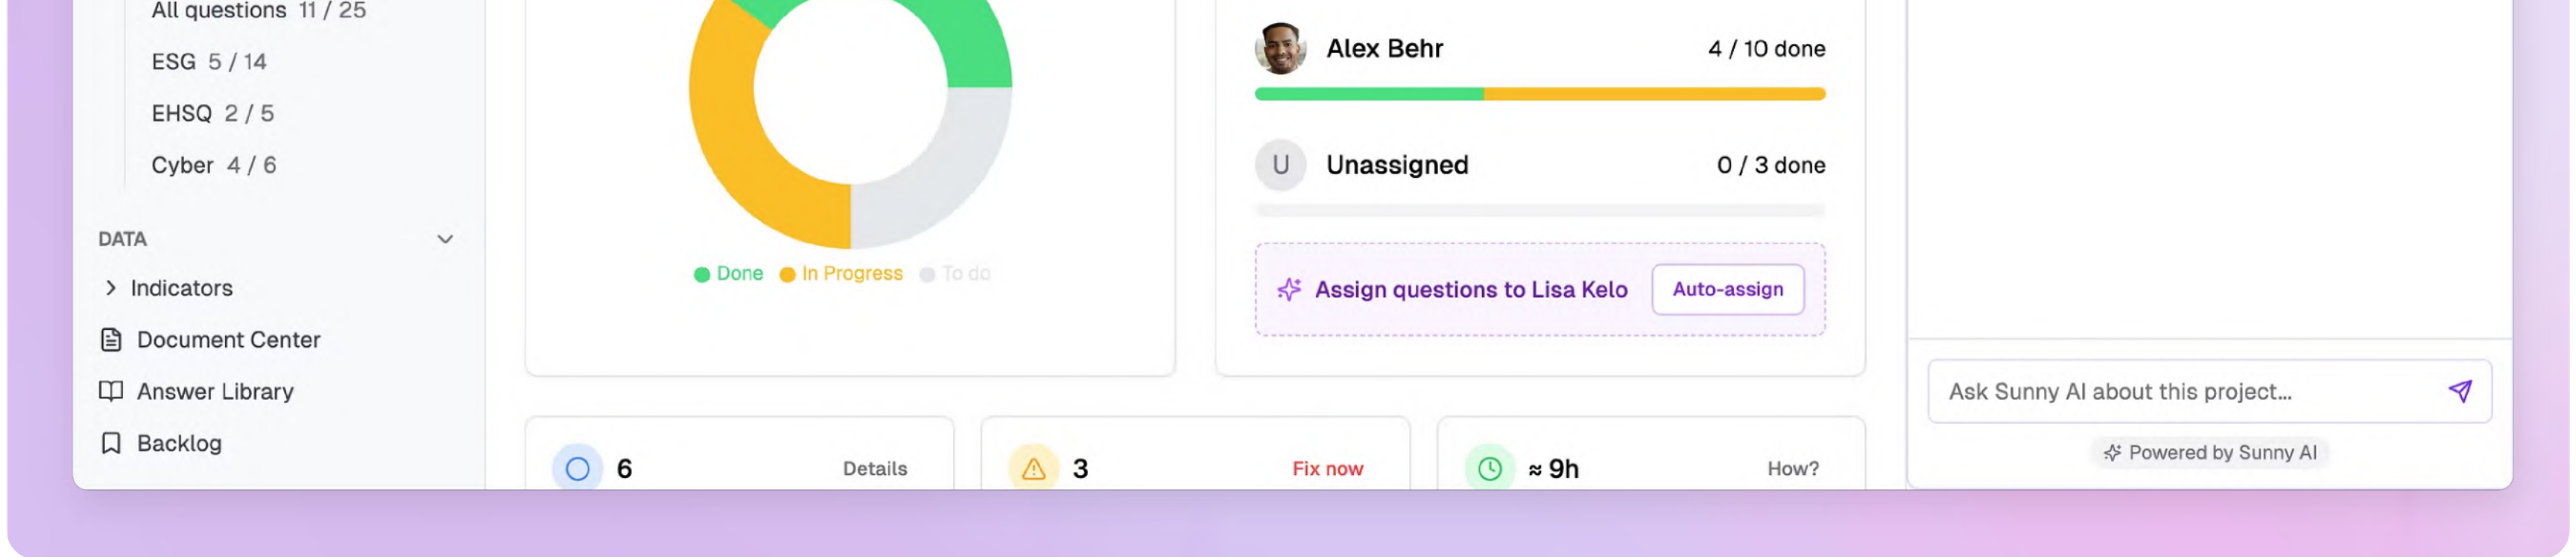 All questions 11 / 25
ESG 5 / 14
EHSQ 2 / 5
Cyber 4 / 6
DATA
Indicators
Document Center
Answer Library
Backlog
Done In Progress To do
Alex Behr 4 / 10 done
U Unassigned 0 / 3 done
Assign questions to Lisa Kelo Auto-assign
6 Details
3 Fix now
≈ 9h How?
Ask Sunny AI about this project...
Powered by Sunny AI